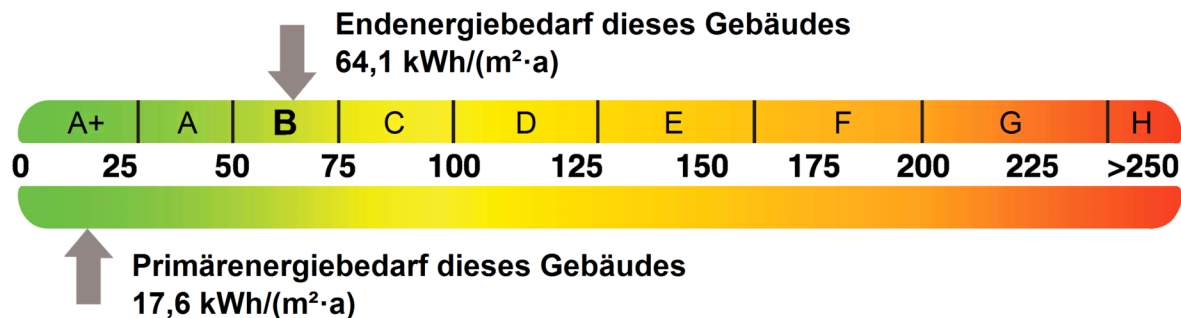 Endenergiebedarf dieses Gebäudes
64,1 kWh/(m²·a)
A+ A B C D E F G H
0 25 50 75 100 125 150 175 200 225 >250
Primärenergiebedarf dieses Gebäudes
17,6 kWh/(m²·a)